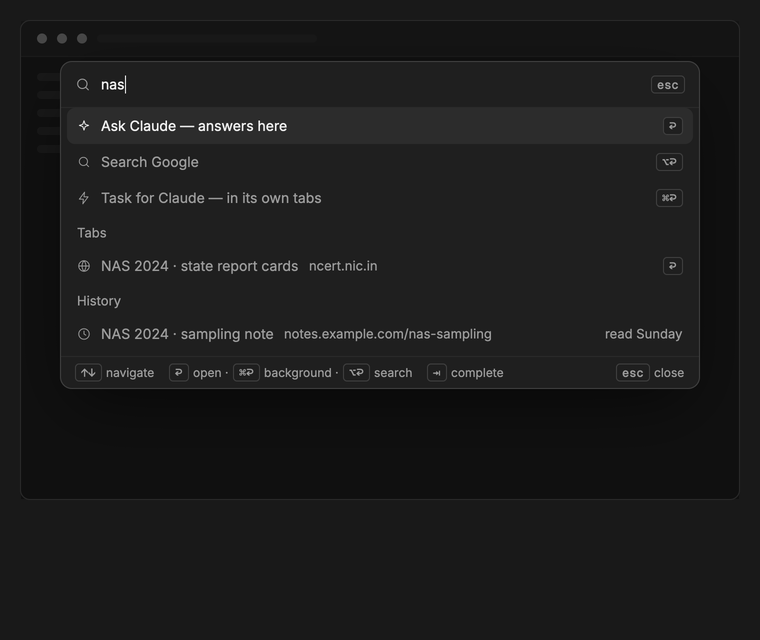 nas esc
Ask Claude — answers here
Search Google ⌥
Task for Claude — in its own tabs ⌘
Tabs
NAS 2024 · state report cards ncert.nic.in
History
NAS 2024 · sampling note notes.example.com/nas-sampling read Sunday
↑↓ navigate open · ⌘ background · ⌥ search ⇥ complete esc close